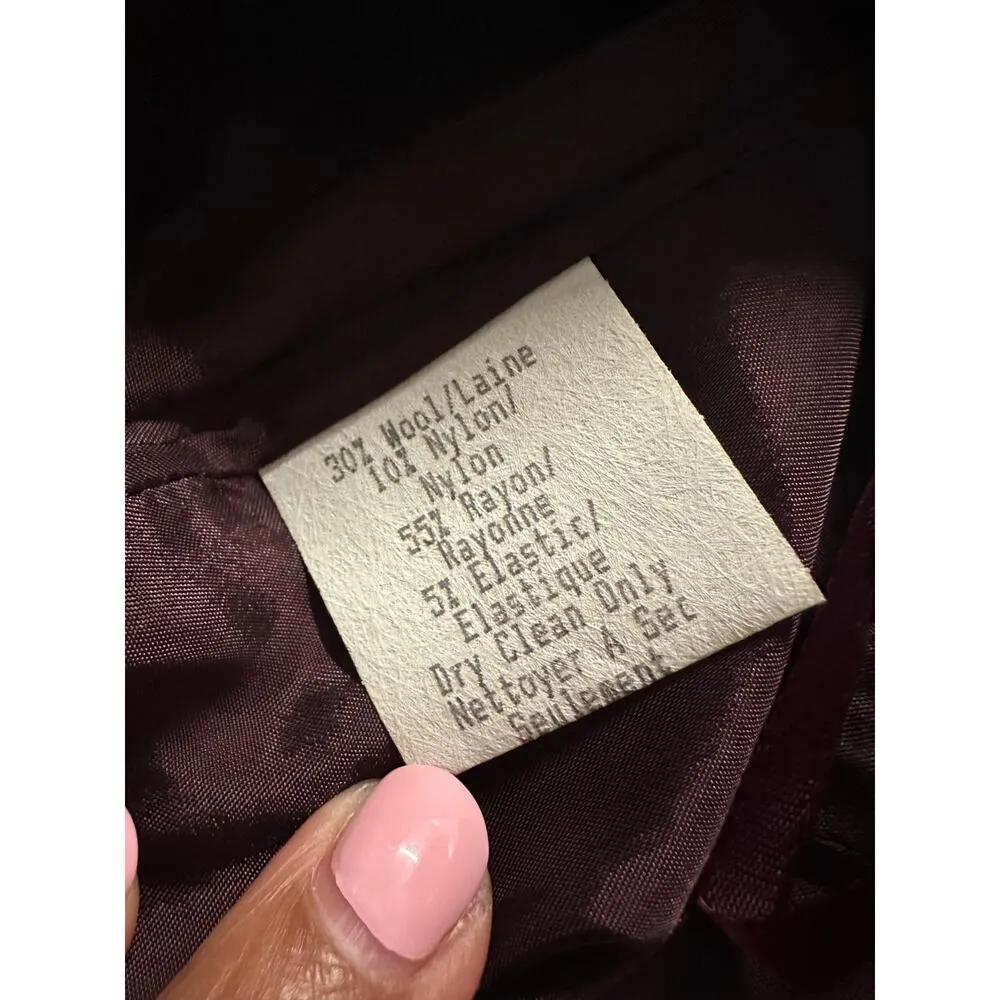 30% Wool/Laine
10% Nylon/
Nylon
55% Rayon/
Rayonne
5% Elastic/
Elastique
Dry Clean Only
Nettoyer A Sec
Seulement